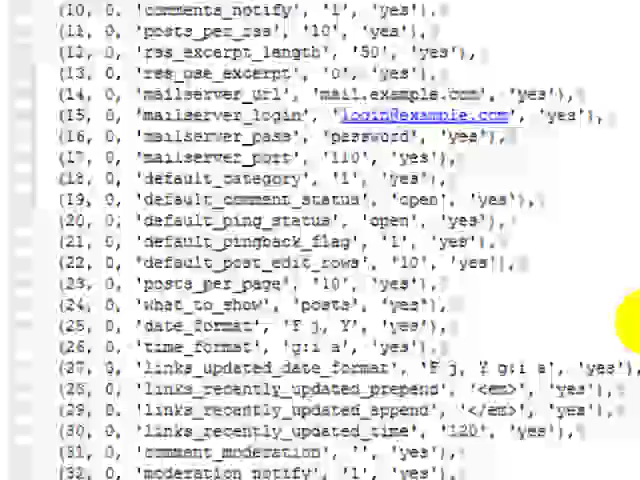 (10, 0, 'comments_notify', '1', 'yes'),
(11, 0, 'posts_per_rss', '10', 'yes'),
(12, 0, 'rss_excerpt_length', '50', 'yes'),
(13, 0, 'rss_use_excerpt', '0', 'yes'),
(14, 0, 'mailserver_url', 'mail.example.com', 'yes'),
(15, 0, 'mailserver_login', 'login@example.com', 'yes'),
(16, 0, 'mailserver_pass', 'password', 'yes'),
(17, 0, 'mailserver_port', '110', 'yes'),
(18, 0, 'default_category', '1', 'yes'),
(19, 0, 'default_comment_status', 'open', 'yes'),
(20, 0, 'default_ping_status', 'open', 'yes'),
(21, 0, 'default_pingback_flag', '1', 'yes'),
(22, 0, 'default_post_edit_rows', '10', 'yes'),
(23, 0, 'posts_per_page', '10', 'yes'),
(24, 0, 'what_to_show', 'posts', 'yes'),
(25, 0, 'date_format', 'F j, Y', 'yes'),
(26, 0, 'time_format', 'g:i a', 'yes'),
(27, 0, 'links_updated_date_format', 'F j, Y g:i a', 'yes'),
(28, 0, 'links_recently_updated_prepend', '<em>', 'yes'),
(29, 0, 'links_recently_updated_append', '</em>', 'yes'),
(30, 0, 'links_recently_updated_time', '120', 'yes'),
(31, 0, 'comment_moderation', '', 'yes'),
(32, 0, 'moderation_notify', '1', 'yes'),